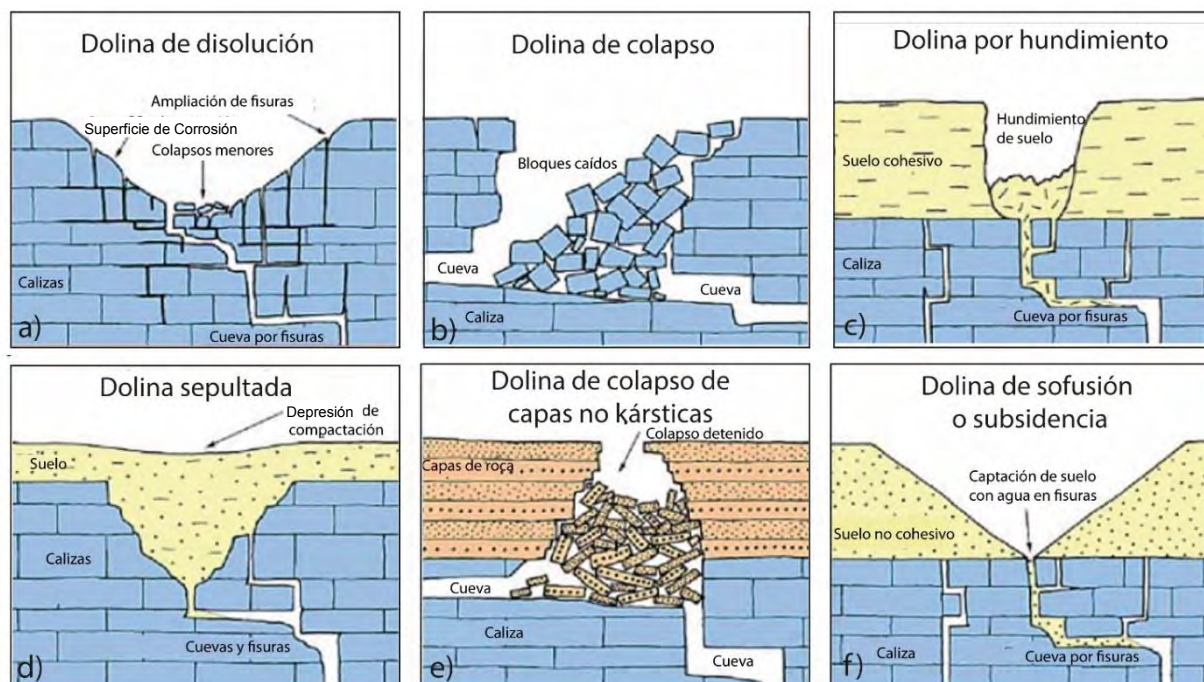 Dolina de disolución
Ampliación de fisuras
Superficie de Corrosión
Colapsos menores
Calizas
Cueva por fisuras
a)
Dolina de colapso
Bloques caídos
Cueva
Cueva
Caliza
b)
Dolina por hundimiento
Hundimiento
de suelo
Suelo cohesivo
Caliza
Cueva por fisuras
c)
Dolina sepultada
Depresión de
compactación
Suelo
Calizas
Cuevas y fisuras
d)
Dolina de colapso de
capas no kársticas
Colapso detenido
Capas de roca
Cueva
Caliza
Cueva
e)
Dolina de sofusión
o subsidencia
Captación de suelo
con agua en fisuras
Suelo no cohesivo
Caliza
Cueva por fisuras
f)